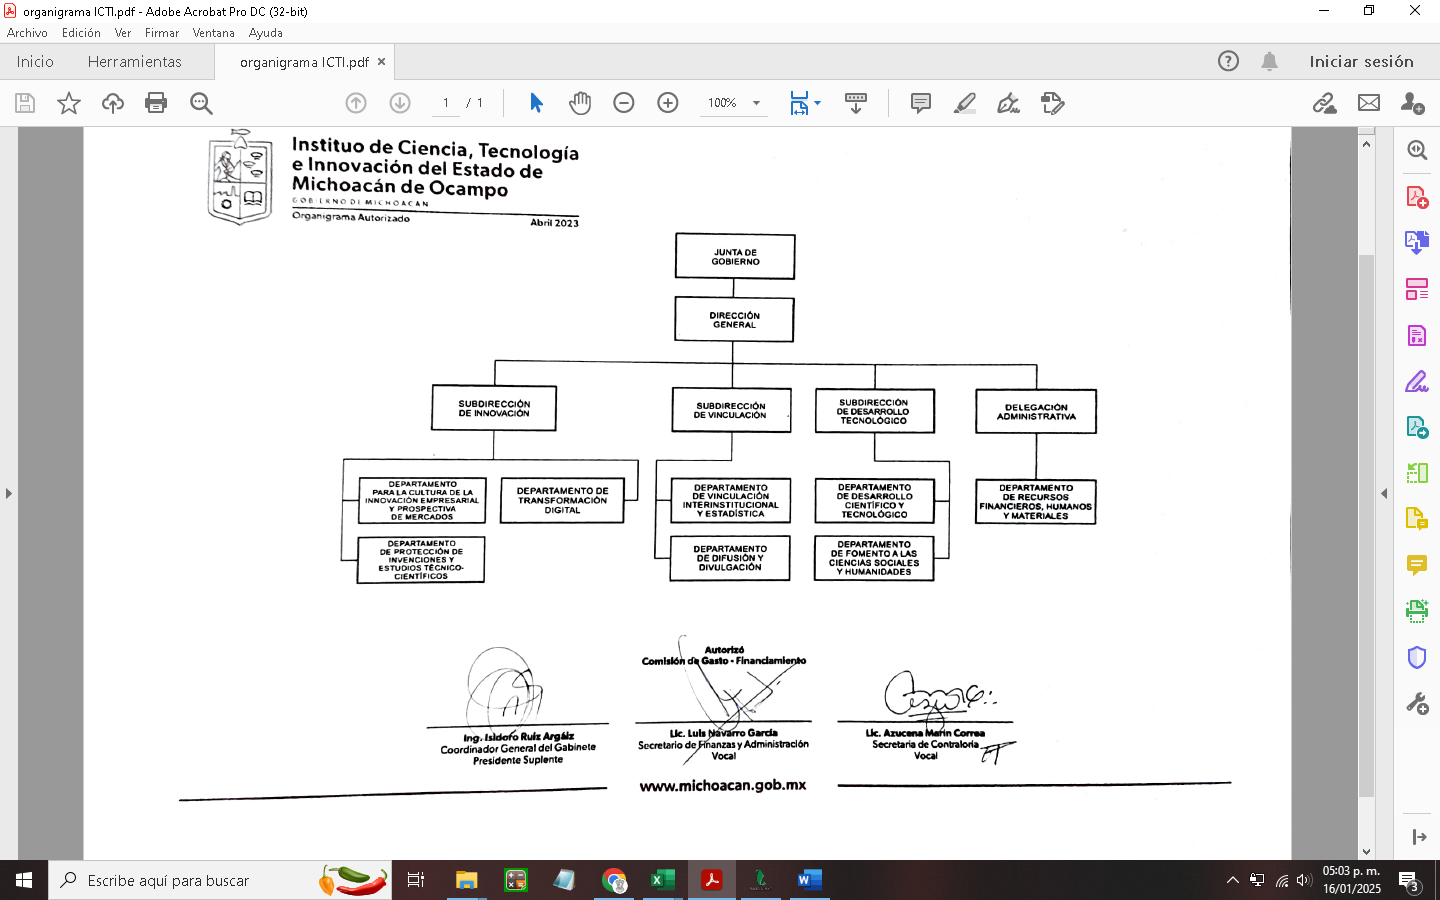 organigrama ICTI.pdf - Adobe Acrobat Pro DC (32-bit)
Archivo Edición Ver Firmar Ventana Ayuda
Inicio Herramientas organigrama ICTI.pdf × Iniciar sesión
1 / 1 100%
Instituo de Ciencia, Tecnología
e Innovación del Estado de
Michoacán de Ocampo
GOBIERNO DE MICHOACÁN
Organigrama Autorizado Abril 2023
JUNTA DE
GOBIERNO
DIRECCIÓN
GENERAL
SUBDIRECCIÓN
DE INNOVACIÓN
SUBDIRECCIÓN
DE VINCULACIÓN
SUBDIRECCIÓN
DE DESARROLLO
TECNOLÓGICO
DELEGACIÓN
ADMINISTRATIVA
DEPARTAMENTO
PARA LA CULTURA DE LA
INNOVACIÓN EMPRESARIAL
Y PROSPECTIVA
DE MERCADOS
DEPARTAMENTO DE
TRANSFORMACIÓN
DIGITAL
DEPARTAMENTO
DE VINCULACIÓN
INTERINSTITUCIONAL
Y ESTADÍSTICA
DEPARTAMENTO
DE DESARROLLO
CIENTÍFICO Y
TECNOLÓGICO
DEPARTAMENTO
DE RECURSOS
FINANCIEROS, HUMANOS
Y MATERIALES
DEPARTAMENTO
DE PROTECCIÓN DE
INVENCIONES Y
ESTUDIOS TÉCNICO-
CIENTÍFICOS
DEPARTAMENTO
DE DIFUSIÓN Y
DIVULGACIÓN
DEPARTAMENTO
DE FOMENTO A LAS
CIENCIAS SOCIALES
Y HUMANIDADES
Autorizó
Comisión de Gasto - Financiamiento
Ing. Isidoro Ruiz Argáiz
Coordinador General del Gabinete
Presidente Suplente
Lic. Luis Navarro García
Secretario de Finanzas y Administración
Vocal
Lic. Azucena Marín Correa
Secretaria de Contraloría
Vocal
www.michoacan.gob.mx
Escribe aquí para buscar
05:03 p. m.
16/01/2025
3